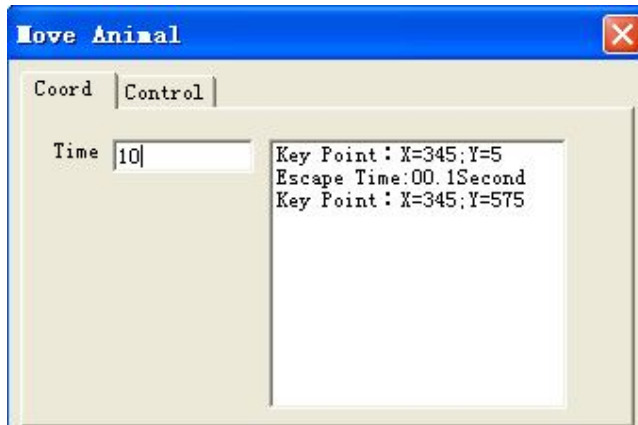 Move Animal
Coord
Control
Time
10
Key Point:X=345;Y=5
Escape Time:00.1Second
Key Point:X=345;Y=575